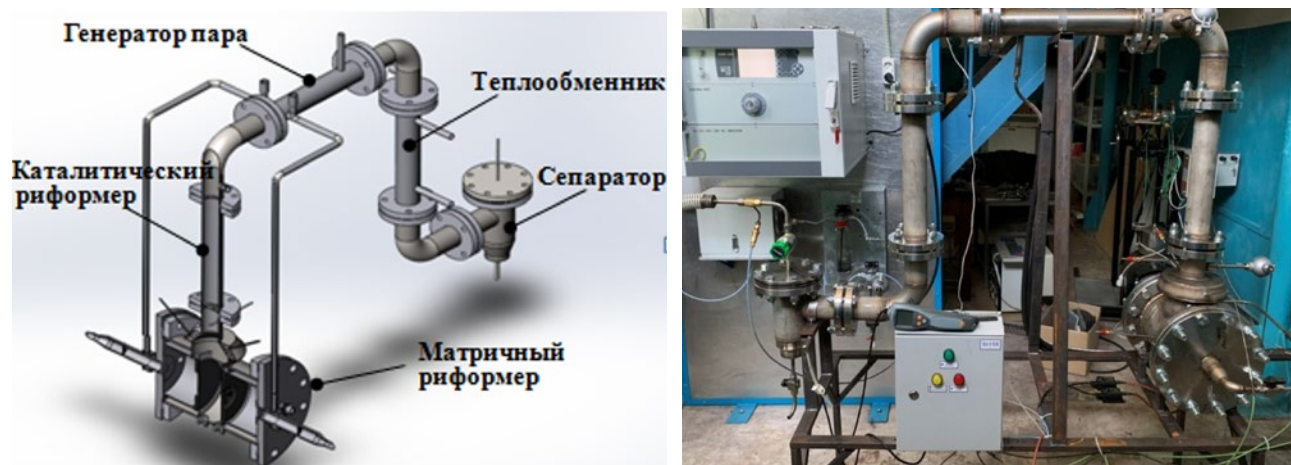 Генератор пара
Теплообменник
Каталитический
риформер
Сепаратор
Матричный
риформер